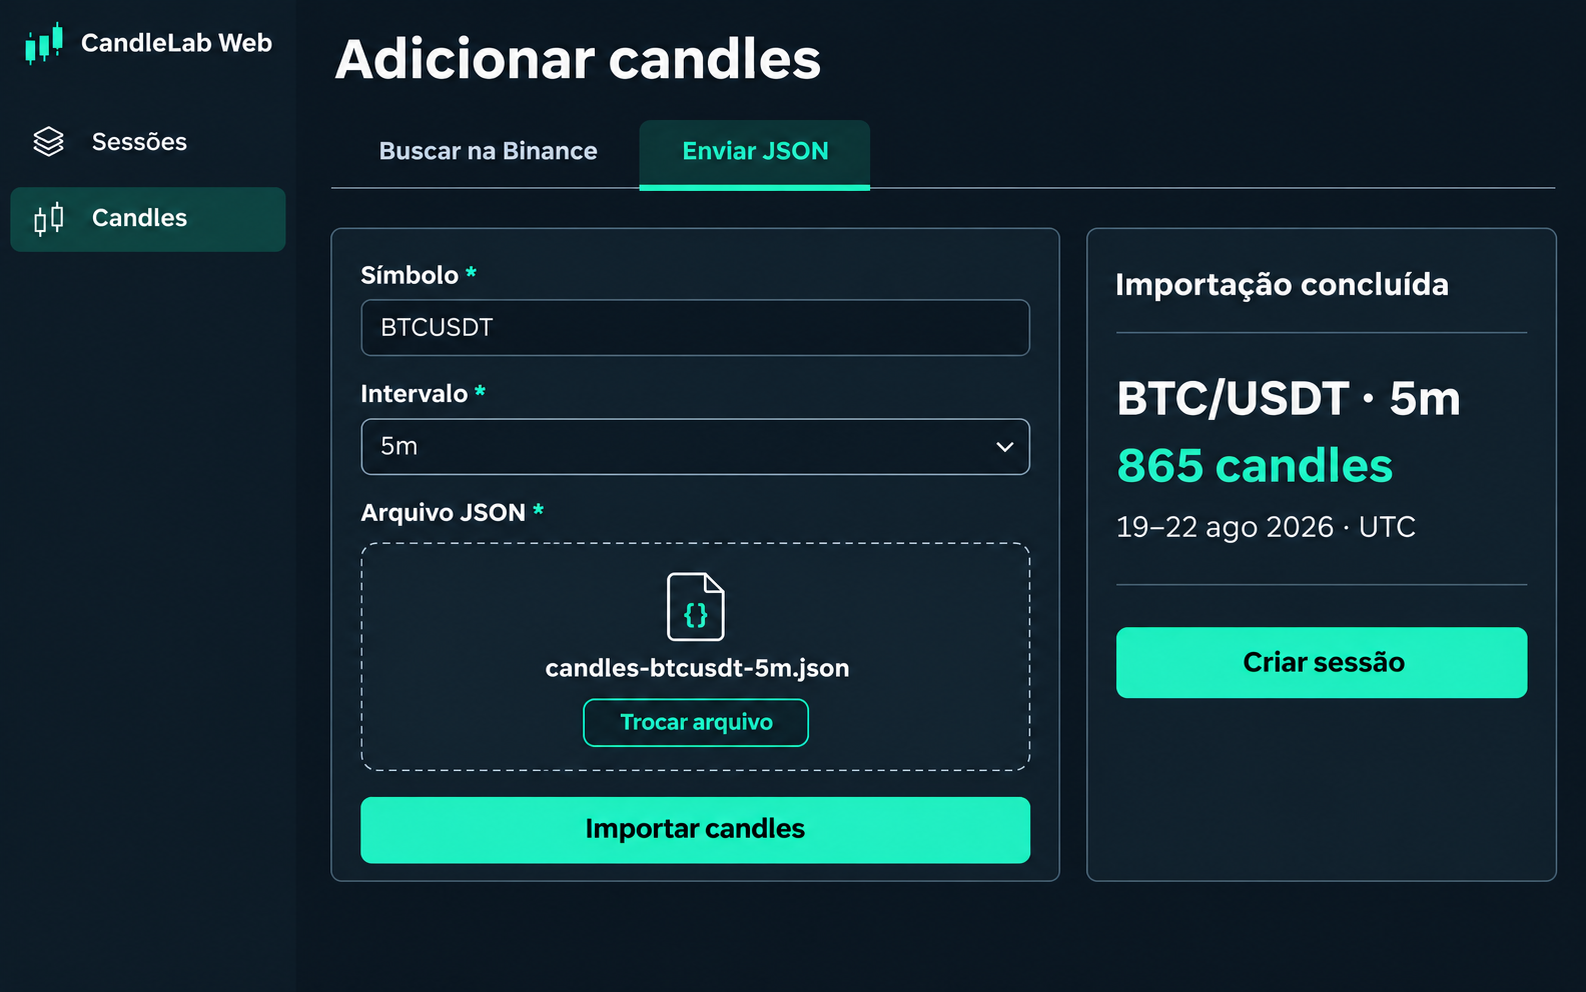 CandleLab Web
Sessões
Candles
Adicionar candles
Buscar na Binance
Enviar JSON
Símbolo *
BTCUSDT
Intervalo *
5m
Arquivo JSON *
{}
candles-btcusdt-5m.json
Trocar arquivo
Importar candles
Importação concluída
BTC/USDT · 5m
865 candles
19–22 ago 2026 · UTC
Criar sessão